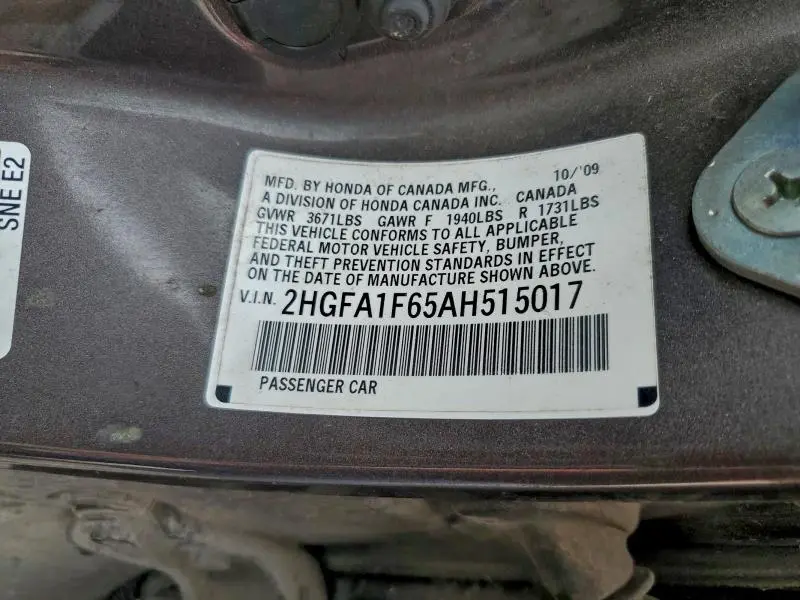 SNE E2
10/'09
MFD. BY HONDA OF CANADA MFG.,
A DIVISION OF HONDA CANADA INC. CANADA
GVWR 3671LBS GAWR F 1940LBS R 1731LBS
THIS VEHICLE CONFORMS TO ALL APPLICABLE
FEDERAL MOTOR VEHICLE SAFETY, BUMPER,
AND THEFT PREVENTION STANDARDS IN EFFECT
ON THE DATE OF MANUFACTURE SHOWN ABOVE.
V.I.N. 2HGFA1F65AH515017
PASSENGER CAR